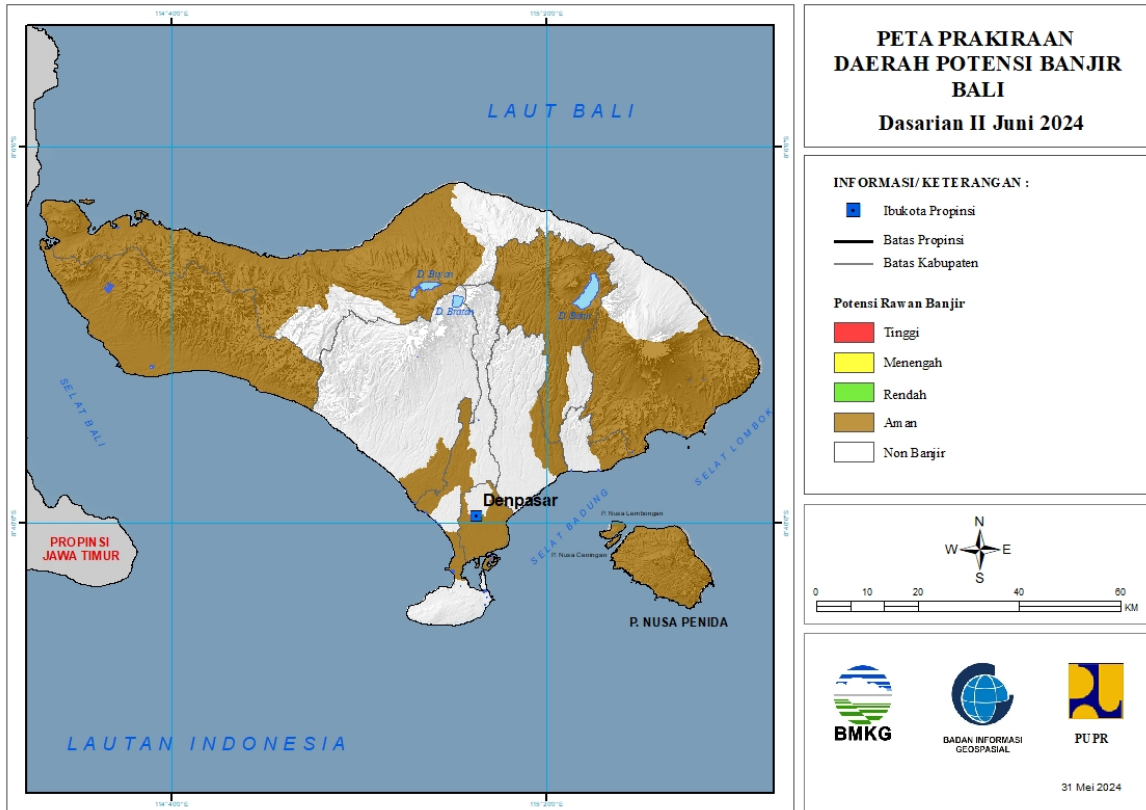 PETA PRAKIRAAN
DAERAH POTENSI BANJIR
BALI
Dasarian II Juni 2024
INFORMASI/KETERANGAN :
Ibukota Propinsi
Batas Propinsi
Batas Kabupaten
Potensi Rawan Banjir
Tinggi
Menengah
Rendah
Aman
Non Banjir
N
W E
S
0 10 20 40 60
KM
BMKG
BADAN INFORMASI
GEOSPASIAL
PUPR
31 Mei 2024
LAUT BALI
D. Buyan
D. Bratan
D. Batur
SELAT BALI
SELAT LOMBOK
Denpasar
SELAT BADUNG
P. Nusa Lembongan
P. Nusa Ceningan
PROPINSI
JAWA TIMUR
P. NUSA PENIDA
LAUTAN INDONESIA